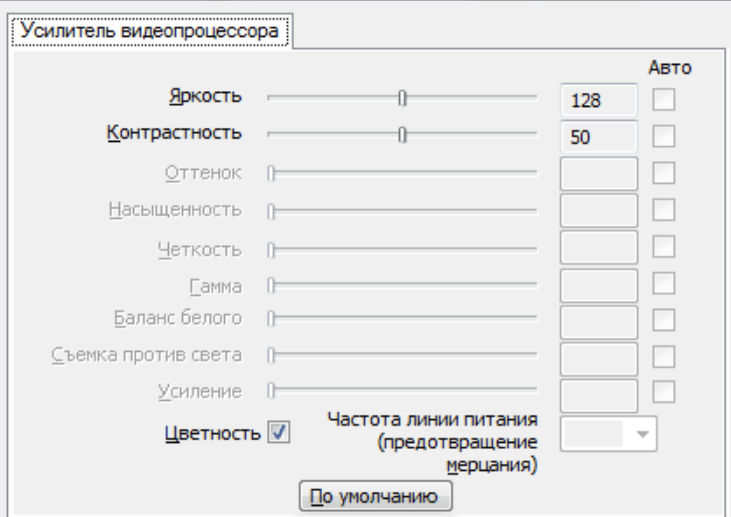 Усилитель видеопроцессора
Авто
Яркость 128
Контрастность 50
Оттенок
Насыщенность
Четкость
Гамма
Баланс белого
Съемка против света
Усиление
Цветность Частота линии питания
(предотвращение
мерцания)
По умолчанию